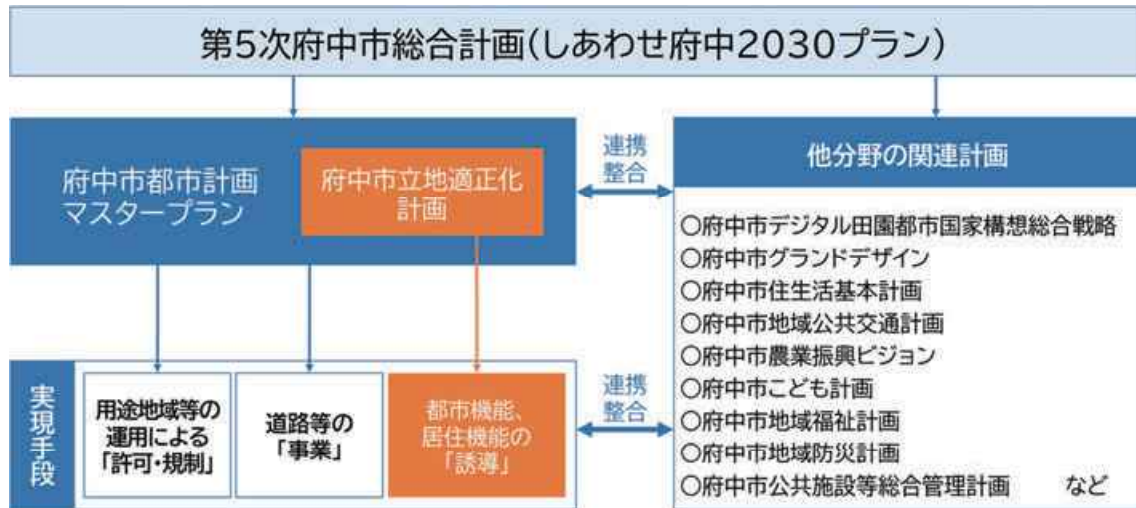 第5次府中市総合計画(しあわせ府中2030プラン)
府中市都市計画
マスタープラン
府中市立地適正化
計画
連携
整合
他分野の関連計画
○府中市デジタル田園都市国家構想総合戦略
○府中市グランドデザイン
○府中市住生活基本計画
○府中市地域公共交通計画
○府中市農業振興ビジョン
○府中市こども計画
○府中市地域福祉計画
○府中市地域防災計画
○府中市公共施設等総合管理計画 など
実現手段
用途地域等の
運用による
「許可・規制」
道路等の
「事業」
都市機能、
居住機能の
「誘導」
連携
整合